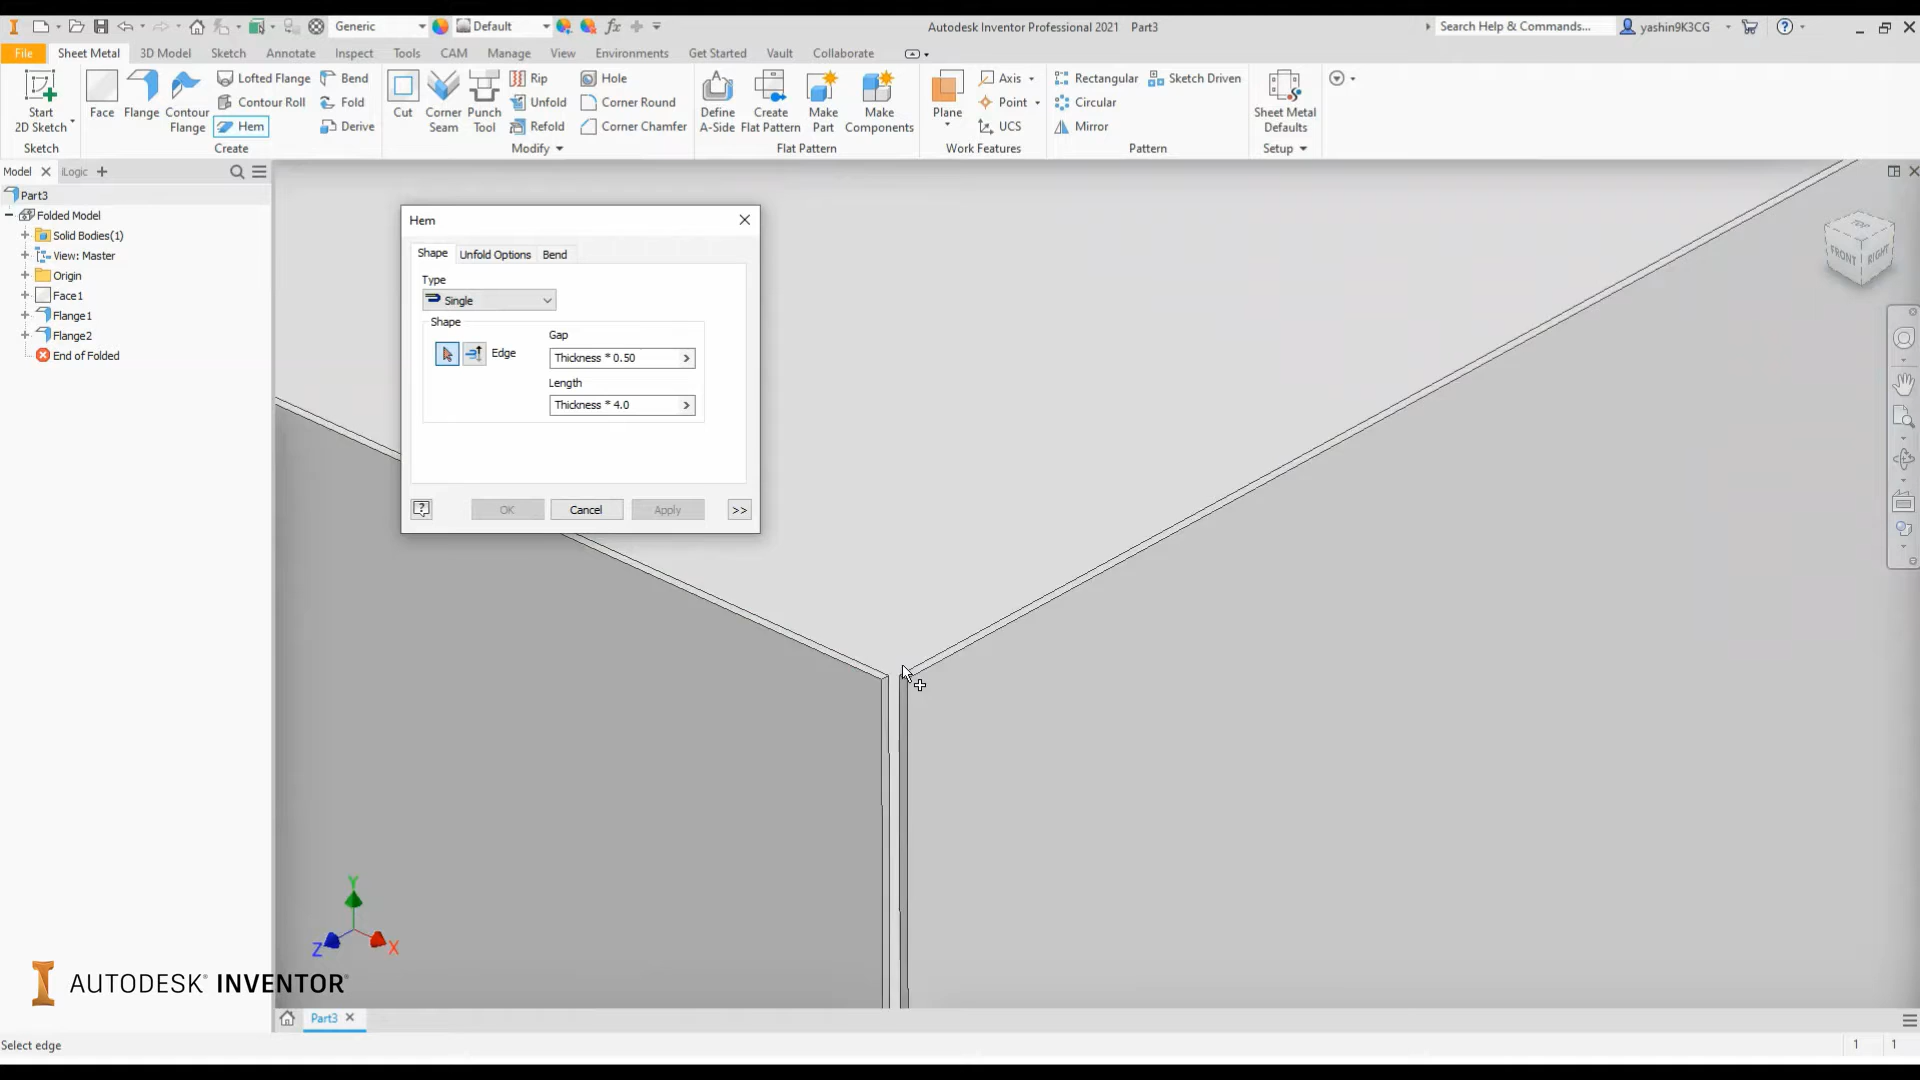 Generic
Default
Autodesk Inventor Professional 2021 Part3
Search Help & Commands...
yashin9K3CG
File Sheet Metal 3D Model Sketch Annotate Inspect Tools CAM Manage View Environments Get Started Vault Collaborate
Start
2D Sketch
Sketch
Face
Flange
Contour
Flange
Lofted Flange
Contour Roll
Hem
Bend
Fold
Derive
Create
Cut
Corner
Seam
Punch
Tool
Rip
Unfold
Refold
Hole
Corner Round
Corner Chamfer
Modify
Define
A-Side
Create
Flat Pattern
Make
Part
Make
Components
Flat Pattern
Plane
Axis
Point
UCS
Work Features
Rectangular
Circular
Mirror
Sketch Driven
Pattern
Sheet Metal
Defaults
Setup
Model iLogic
Part3
Folded Model
Solid Bodies(1)
View: Master
Origin
Face1
Flange1
Flange2
End of Folded
Hem
Shape Unfold Options Bend
Type
Single
Shape
Edge
Gap
Thickness * 0.50
Length
Thickness * 4.0
OK Cancel Apply >>
TOP
FRONT RIGHT
Y
Z
X
AUTODESK® INVENTOR®
Part3
Select edge
1 1